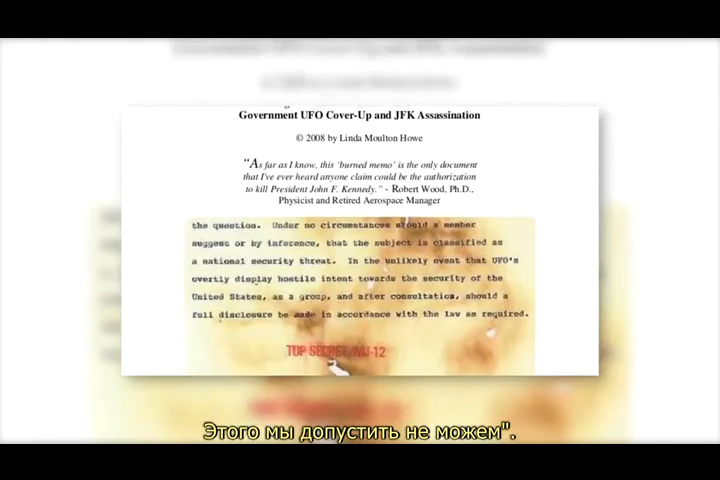 Government UFO Cover-Up and JFK Assassination
© 2008 by Linda Moulton Howe
“As far as I know, this ‘burned memo’ is the only document
that I've ever heard anyone claim could be the authorization
to kill President John F. Kennedy.” - Robert Wood, Ph.D.,
Physicist and Retired Aerospace Manager
the question. Under no circumstances should a member
suggest or by inference, that the subject is classified as
a national security threat. In the unlikely event that UFO's
overtly display hostile intent towards the security of the
United States, as a group, and after consultation, should a
full disclosure be made in accordance with the law as required.
TOP SECRET/MJ-12
Этого мы допустить не можем".